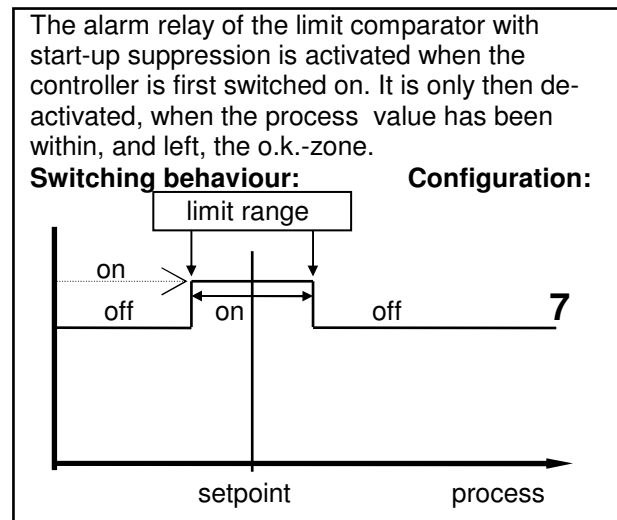 The alarm relay of the limit comparator with
start-up suppression is activated when the
controller is first switched on. It is only then de-
activated, when the process value has been
within, and left, the o.k.-zone.
Switching behaviour: Configuration:
limit range
on
off on off 7
setpoint process